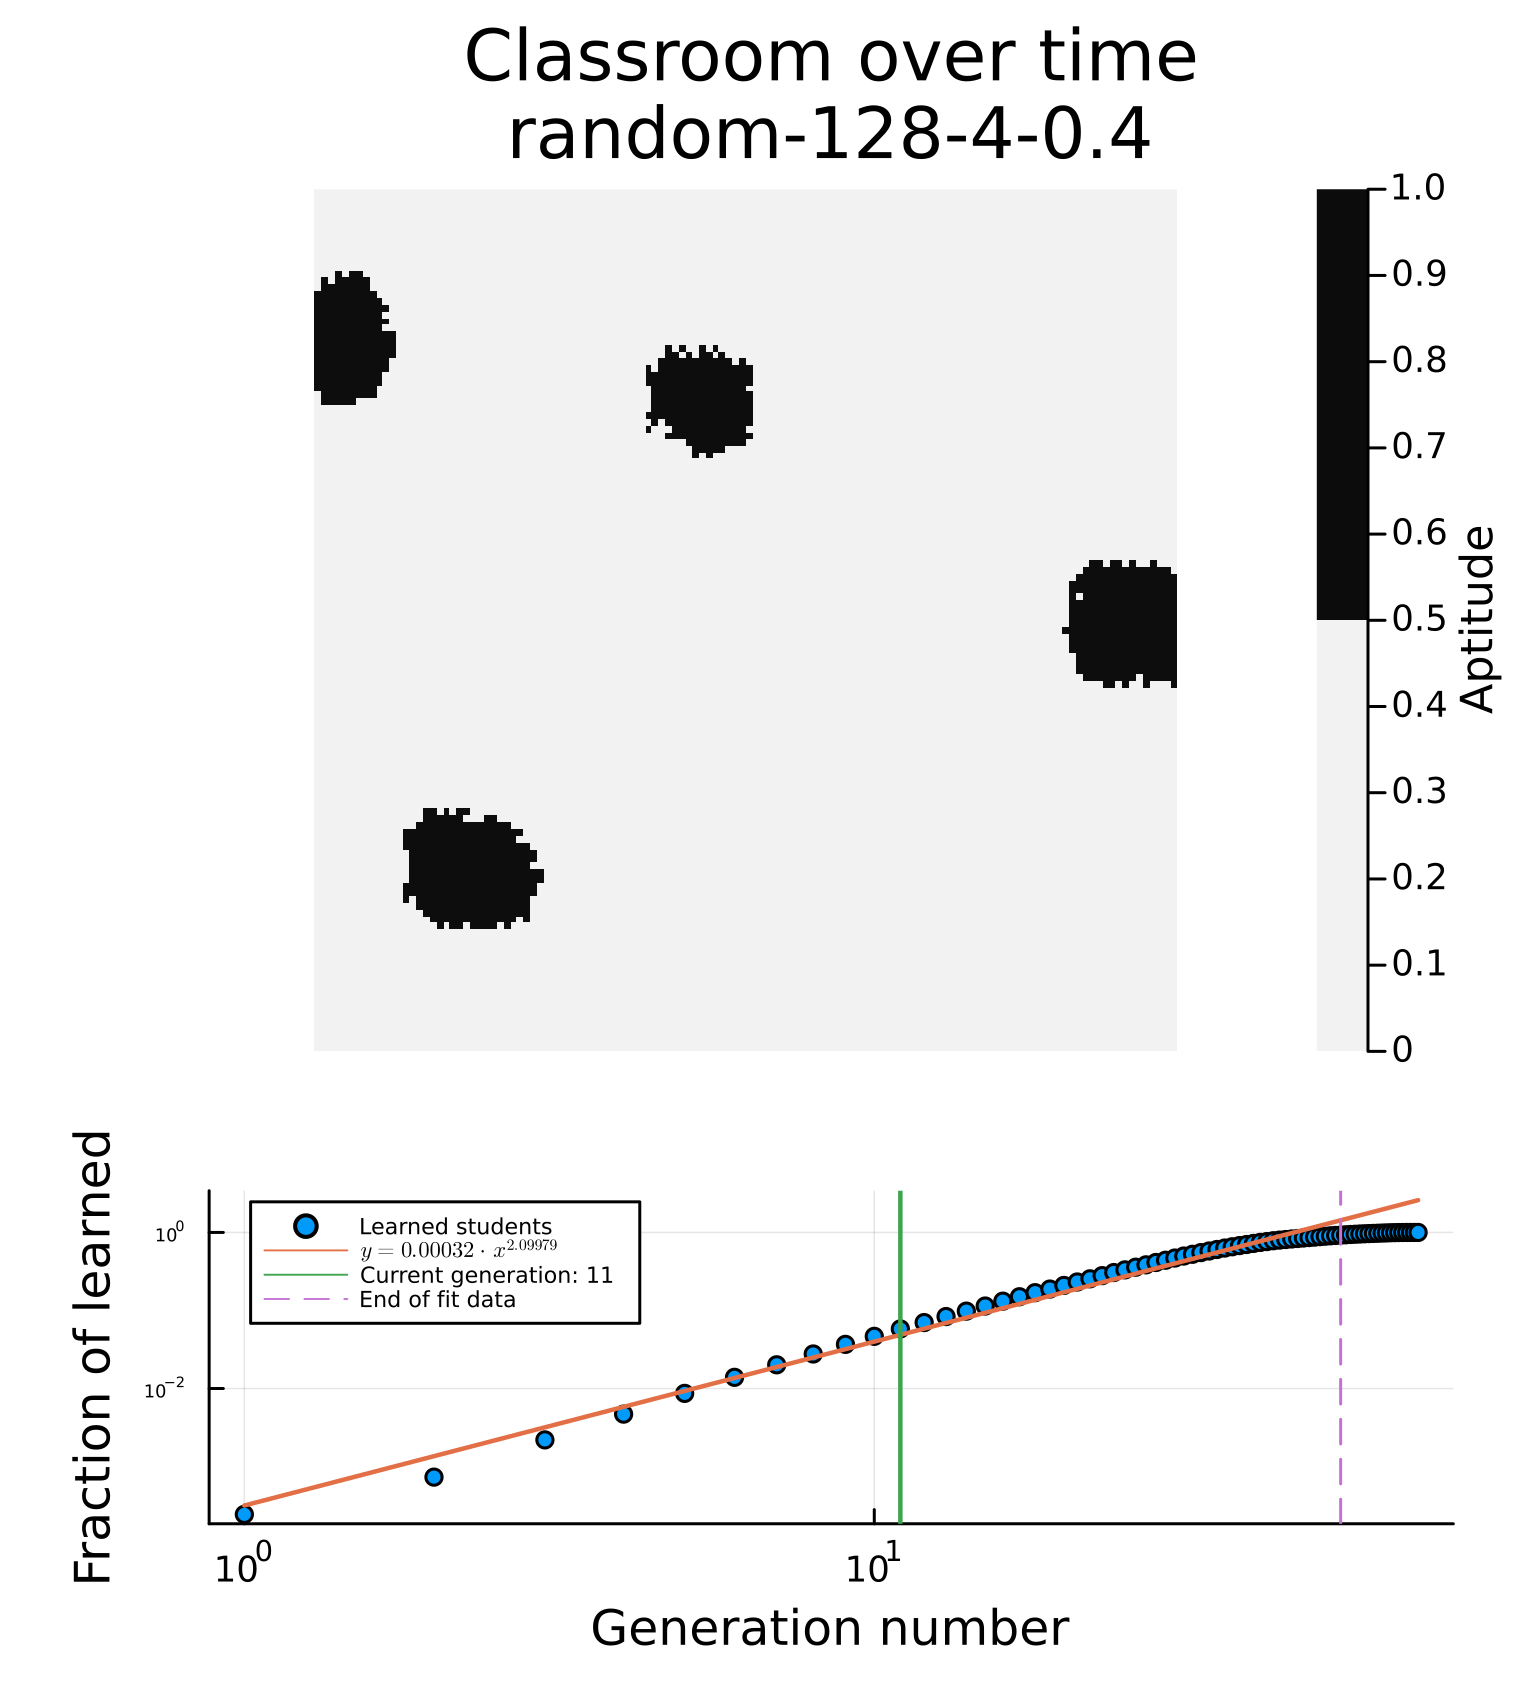 Classroom over time
random-128-4-0.4
1.0
0.9
0.8
0.7
0.6
0.5
0.4
0.3
0.2
0.1
0
Aptitude
Fraction of learned
10^0
10^-2
Learned students
y = 0.00032 · x^2.09979
Current generation: 11
End of fit data
10^0
10^1
Generation number